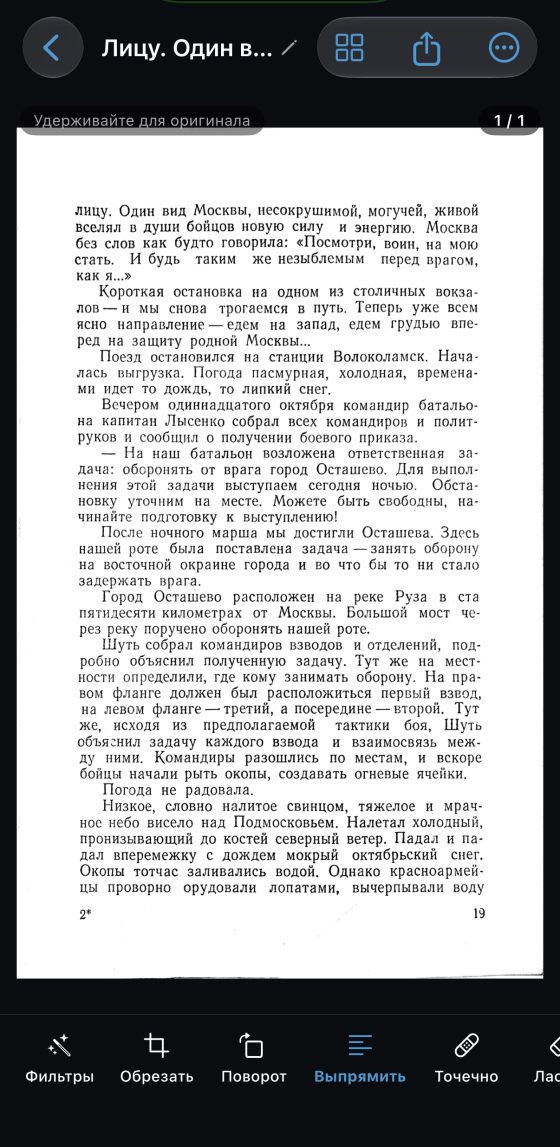 Лицу. Один в...
Удерживайте для оригинала
1 / 1
лицу. Один вид Москвы, несокрушимой, могучей, живой
вселял в души бойцов новую силу и энергию. Москва
без слов как будто говорила: «Посмотри, воин, на мою
стать. И будь таким же незыблемым перед врагом,
как я...»
Короткая остановка на одном из столичных вокза-
лов — и мы снова трогаемся в путь. Теперь уже всем
ясно направление — едем на запад, едем грудью впе-
ред на защиту родной Москвы...
Поезд остановился на станции Волоколамск. Нача-
лась выгрузка. Погода пасмурная, холодная, времена-
ми идет то дождь, то липкий снег.
Вечером одиннадцатого октября командир батальо-
на капитан Лысенко собрал всех командиров и полит-
руков и сообщил о получении боевого приказа.
— На наш батальон возложена ответственная за-
дача: оборонять от врага город Осташево. Для выпол-
нения этой задачи выступаем сегодня ночью. Обста-
новку уточним на месте. Можете быть свободны, на-
чинайте подготовку к выступлению!
После ночного марша мы достигли Осташева. Здесь
нашей роте была поставлена задача — занять оборону
на восточной окраине города и во что бы то ни стало
задержать врага.
Город Осташево расположен на реке Руза в ста
пятидесяти километрах от Москвы. Большой мост че-
рез реку поручено оборонять нашей роте.
Шуть собрал командиров взводов и отделений, под-
робно объяснил полученную задачу. Тут же на мест-
ности определили, где кому занимать оборону. На пра-
вом фланге должен был расположиться первый взвод,
на левом фланге — третий, а посередине — второй. Тут
же, исходя из предполагаемой тактики боя, Шуть
объяснил задачу каждого взвода и взаимосвязь меж-
ду ними. Командиры разошлись по местам, и вскоре
бойцы начали рыть окопы, создавать огневые ячейки.
Погода не радовала.
Низкое, словно налитое свинцом, тяжелое и мрач-
ное небо висело над Подмосковьем. Налетал холодный,
пронизывающий до костей северный ветер. Падал и па-
дал вперемежку с дождем мокрый октябрьский снег.
Окопы тотчас заливались водой. Однако красноармей-
цы проворно орудовали лопатами, вычерпывали воду
2*
19
Фильтры
Обрезать
Поворот
Выпрямить
Точечно
Лас